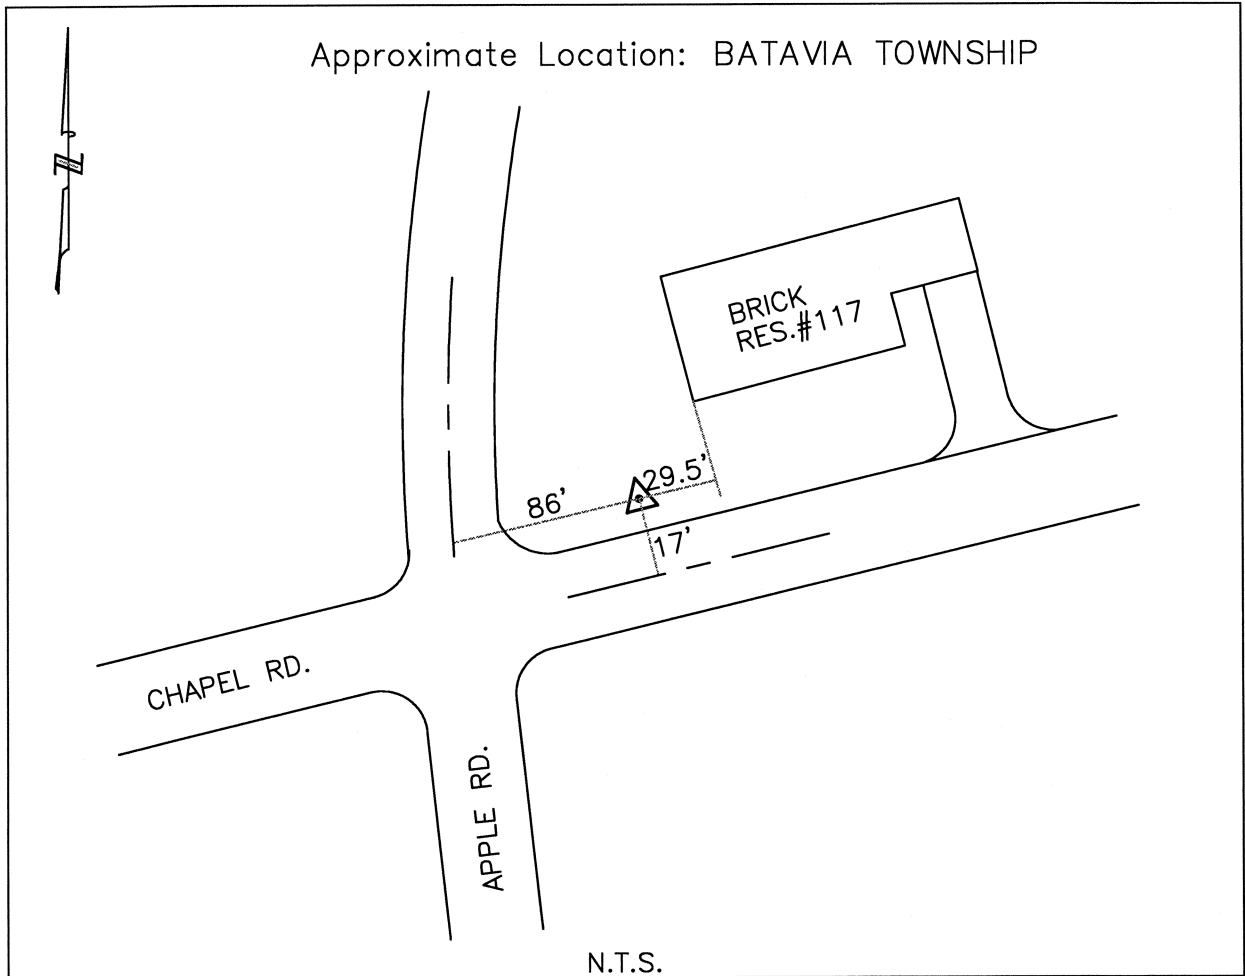 Approximate Location: BATAVIA TOWNSHIP
N
BRICK
RES.#117
29.5'
86'
17'
CHAPEL RD.
APPLE RD.
N.T.S.